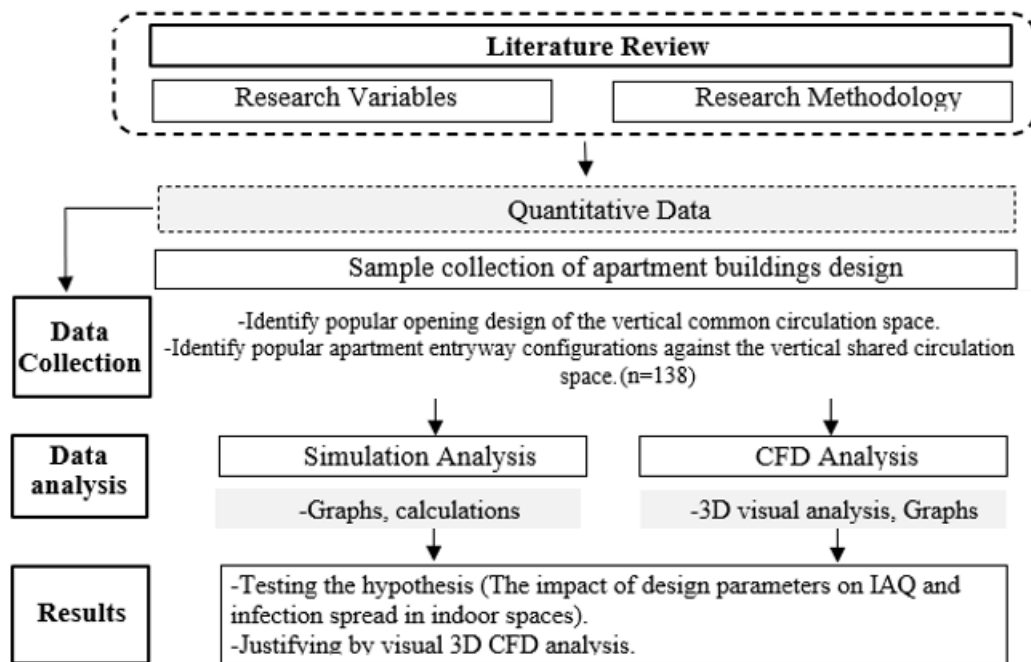 Literature Review
Research Variables
Research Methodology
Quantitative Data
Sample collection of apartment buildings design
Data
Collection
-Identify popular opening design of the vertical common circulation space.
-Identify popular apartment entryway configurations against the vertical shared circulation
space.(n=138)
Data
analysis
Simulation Analysis
CFD Analysis
-Graphs, calculations
-3D visual analysis, Graphs
Results
-Testing the hypothesis (The impact of design parameters on IAQ and
infection spread in indoor spaces).
-Justifying by visual 3D CFD analysis.